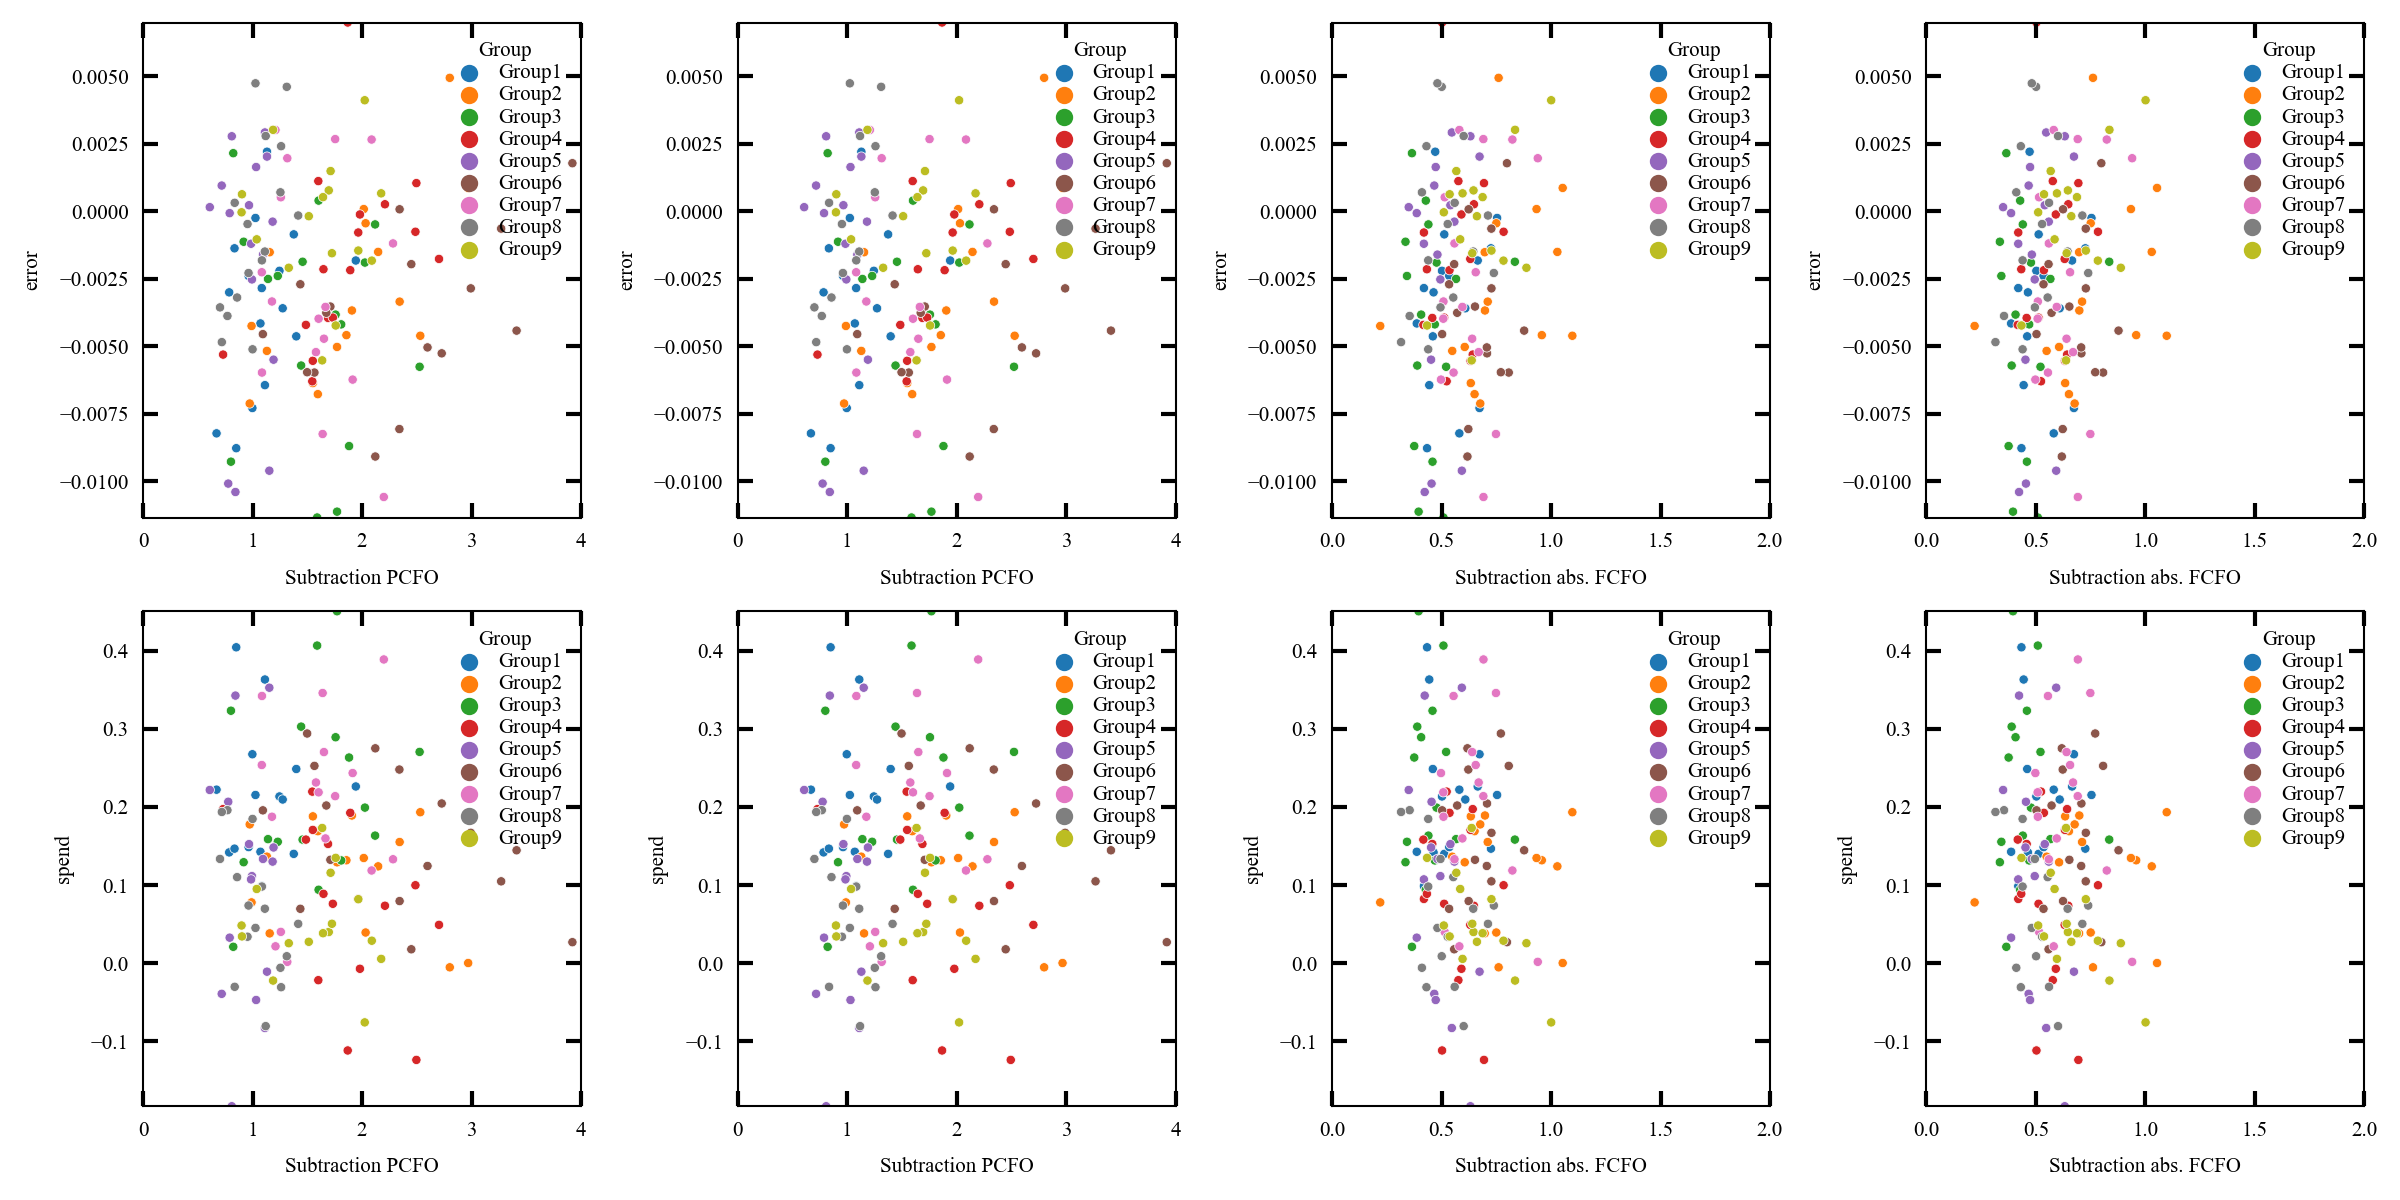 Group
Group1
Group2
Group3
Group4
Group5
Group6
Group7
Group8
Group9
0.0050
0.0025
0.0000
−0.0025
−0.0050
−0.0075
−0.0100
error
0 1 2 3 4
Subtraction PCFO
Group
Group1
Group2
Group3
Group4
Group5
Group6
Group7
Group8
Group9
0.0050
0.0025
0.0000
−0.0025
−0.0050
−0.0075
−0.0100
error
0 1 2 3 4
Subtraction PCFO
Group
Group1
Group2
Group3
Group4
Group5
Group6
Group7
Group8
Group9
0.0050
0.0025
0.0000
−0.0025
−0.0050
−0.0075
−0.0100
error
0.0 0.5 1.0 1.5 2.0
Subtraction abs. FCFO
Group
Group1
Group2
Group3
Group4
Group5
Group6
Group7
Group8
Group9
0.0050
0.0025
0.0000
−0.0025
−0.0050
−0.0075
−0.0100
error
0.0 0.5 1.0 1.5 2.0
Subtraction abs. FCFO
Group
Group1
Group2
Group3
Group4
Group5
Group6
Group7
Group8
Group9
0.4
0.3
0.2
0.1
0.0
−0.1
spend
0 1 2 3 4
Subtraction PCFO
Group
Group1
Group2
Group3
Group4
Group5
Group6
Group7
Group8
Group9
0.4
0.3
0.2
0.1
0.0
−0.1
spend
0 1 2 3 4
Subtraction PCFO
Group
Group1
Group2
Group3
Group4
Group5
Group6
Group7
Group8
Group9
0.4
0.3
0.2
0.1
0.0
−0.1
spend
0.0 0.5 1.0 1.5 2.0
Subtraction abs. FCFO
Group
Group1
Group2
Group3
Group4
Group5
Group6
Group7
Group8
Group9
0.4
0.3
0.2
0.1
0.0
−0.1
spend
0.0 0.5 1.0 1.5 2.0
Subtraction abs. FCFO